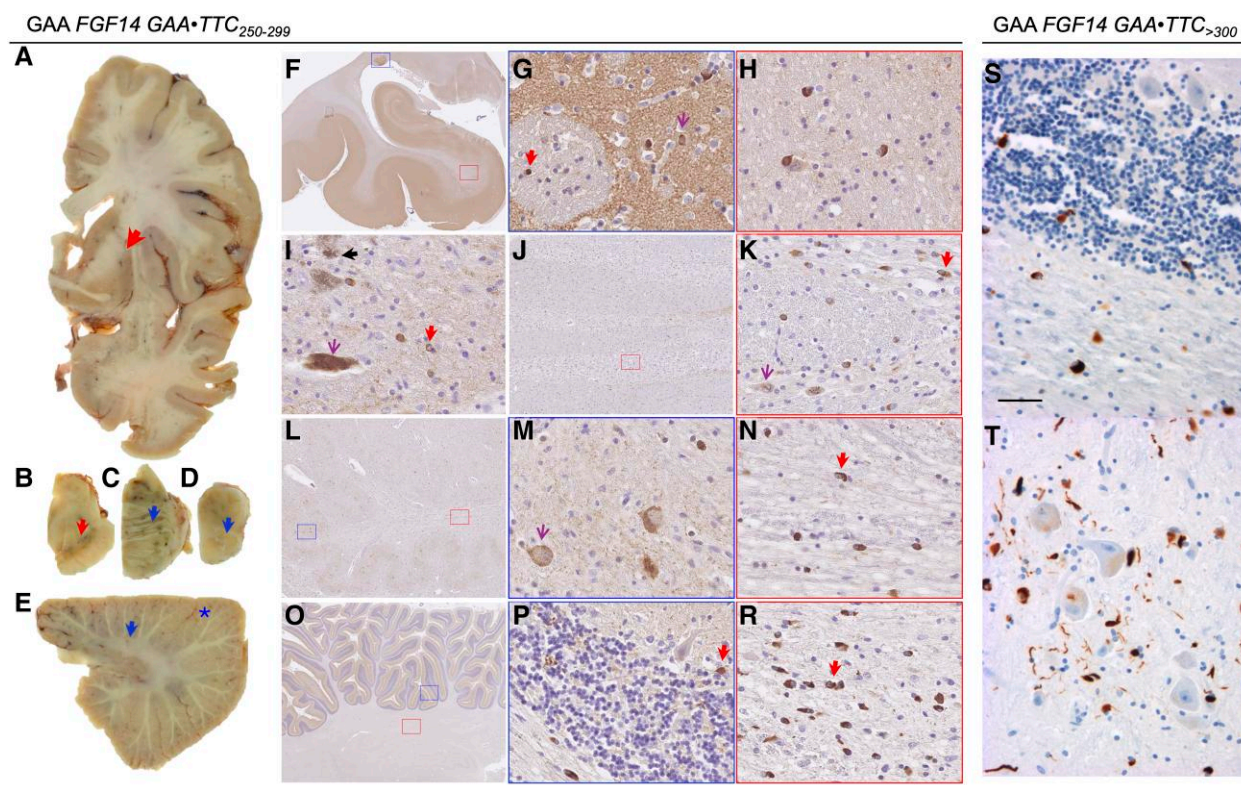 GAA FGF14 GAA•TTC250-299
GAA FGF14 GAA•TTC>300
A
F
G
H
S
I
J
K
B
C
D
L
M
N
T
E
*
O
P
R